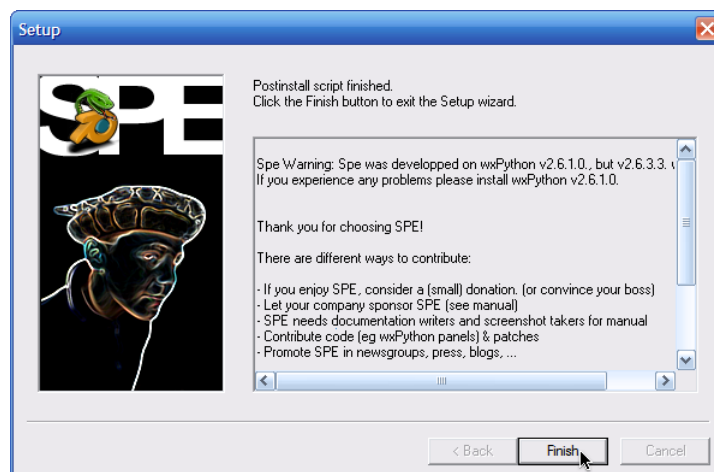 Setup
SPE
Postinstall script finished.
Click the Finish button to exit the Setup wizard.
Spe Warning: Spe was developped on wxPython v2.6.1.0., but v2.6.3.3.
If you experience any problems please install wxPython v2.6.1.0.
Thank you for choosing SPE!
There are different ways to contribute:
- If you enjoy SPE, consider a (small) donation. (or convince your boss)
- Let your company sponsor SPE (see manual)
- SPE needs documentation writers and screenshot takers for manual
- Contribute code (eg wxPython panels) & patches
- Promote SPE in newsgroups, press, blogs, ...
< Back Finish Cancel